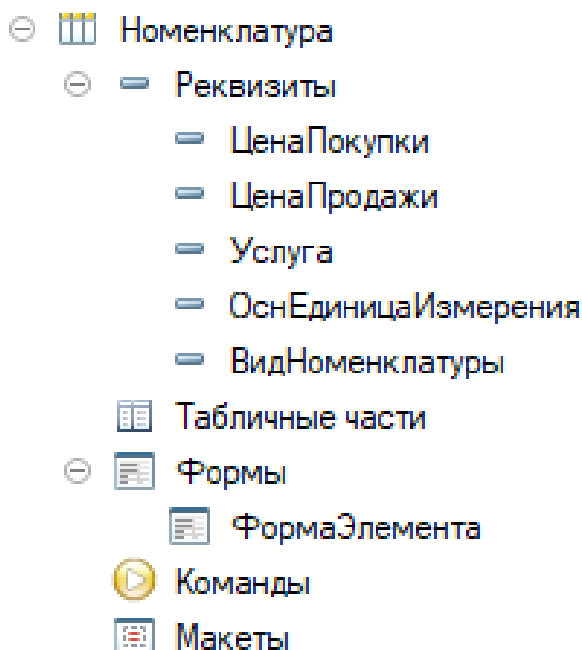 Номенклатура
Реквизиты
ЦенаПокупки
ЦенаПродажи
Услуга
ОснЕдиницаИзмерения
ВидНоменклатуры
Табличные части
Формы
ФормаЭлемента
Команды
Макеты